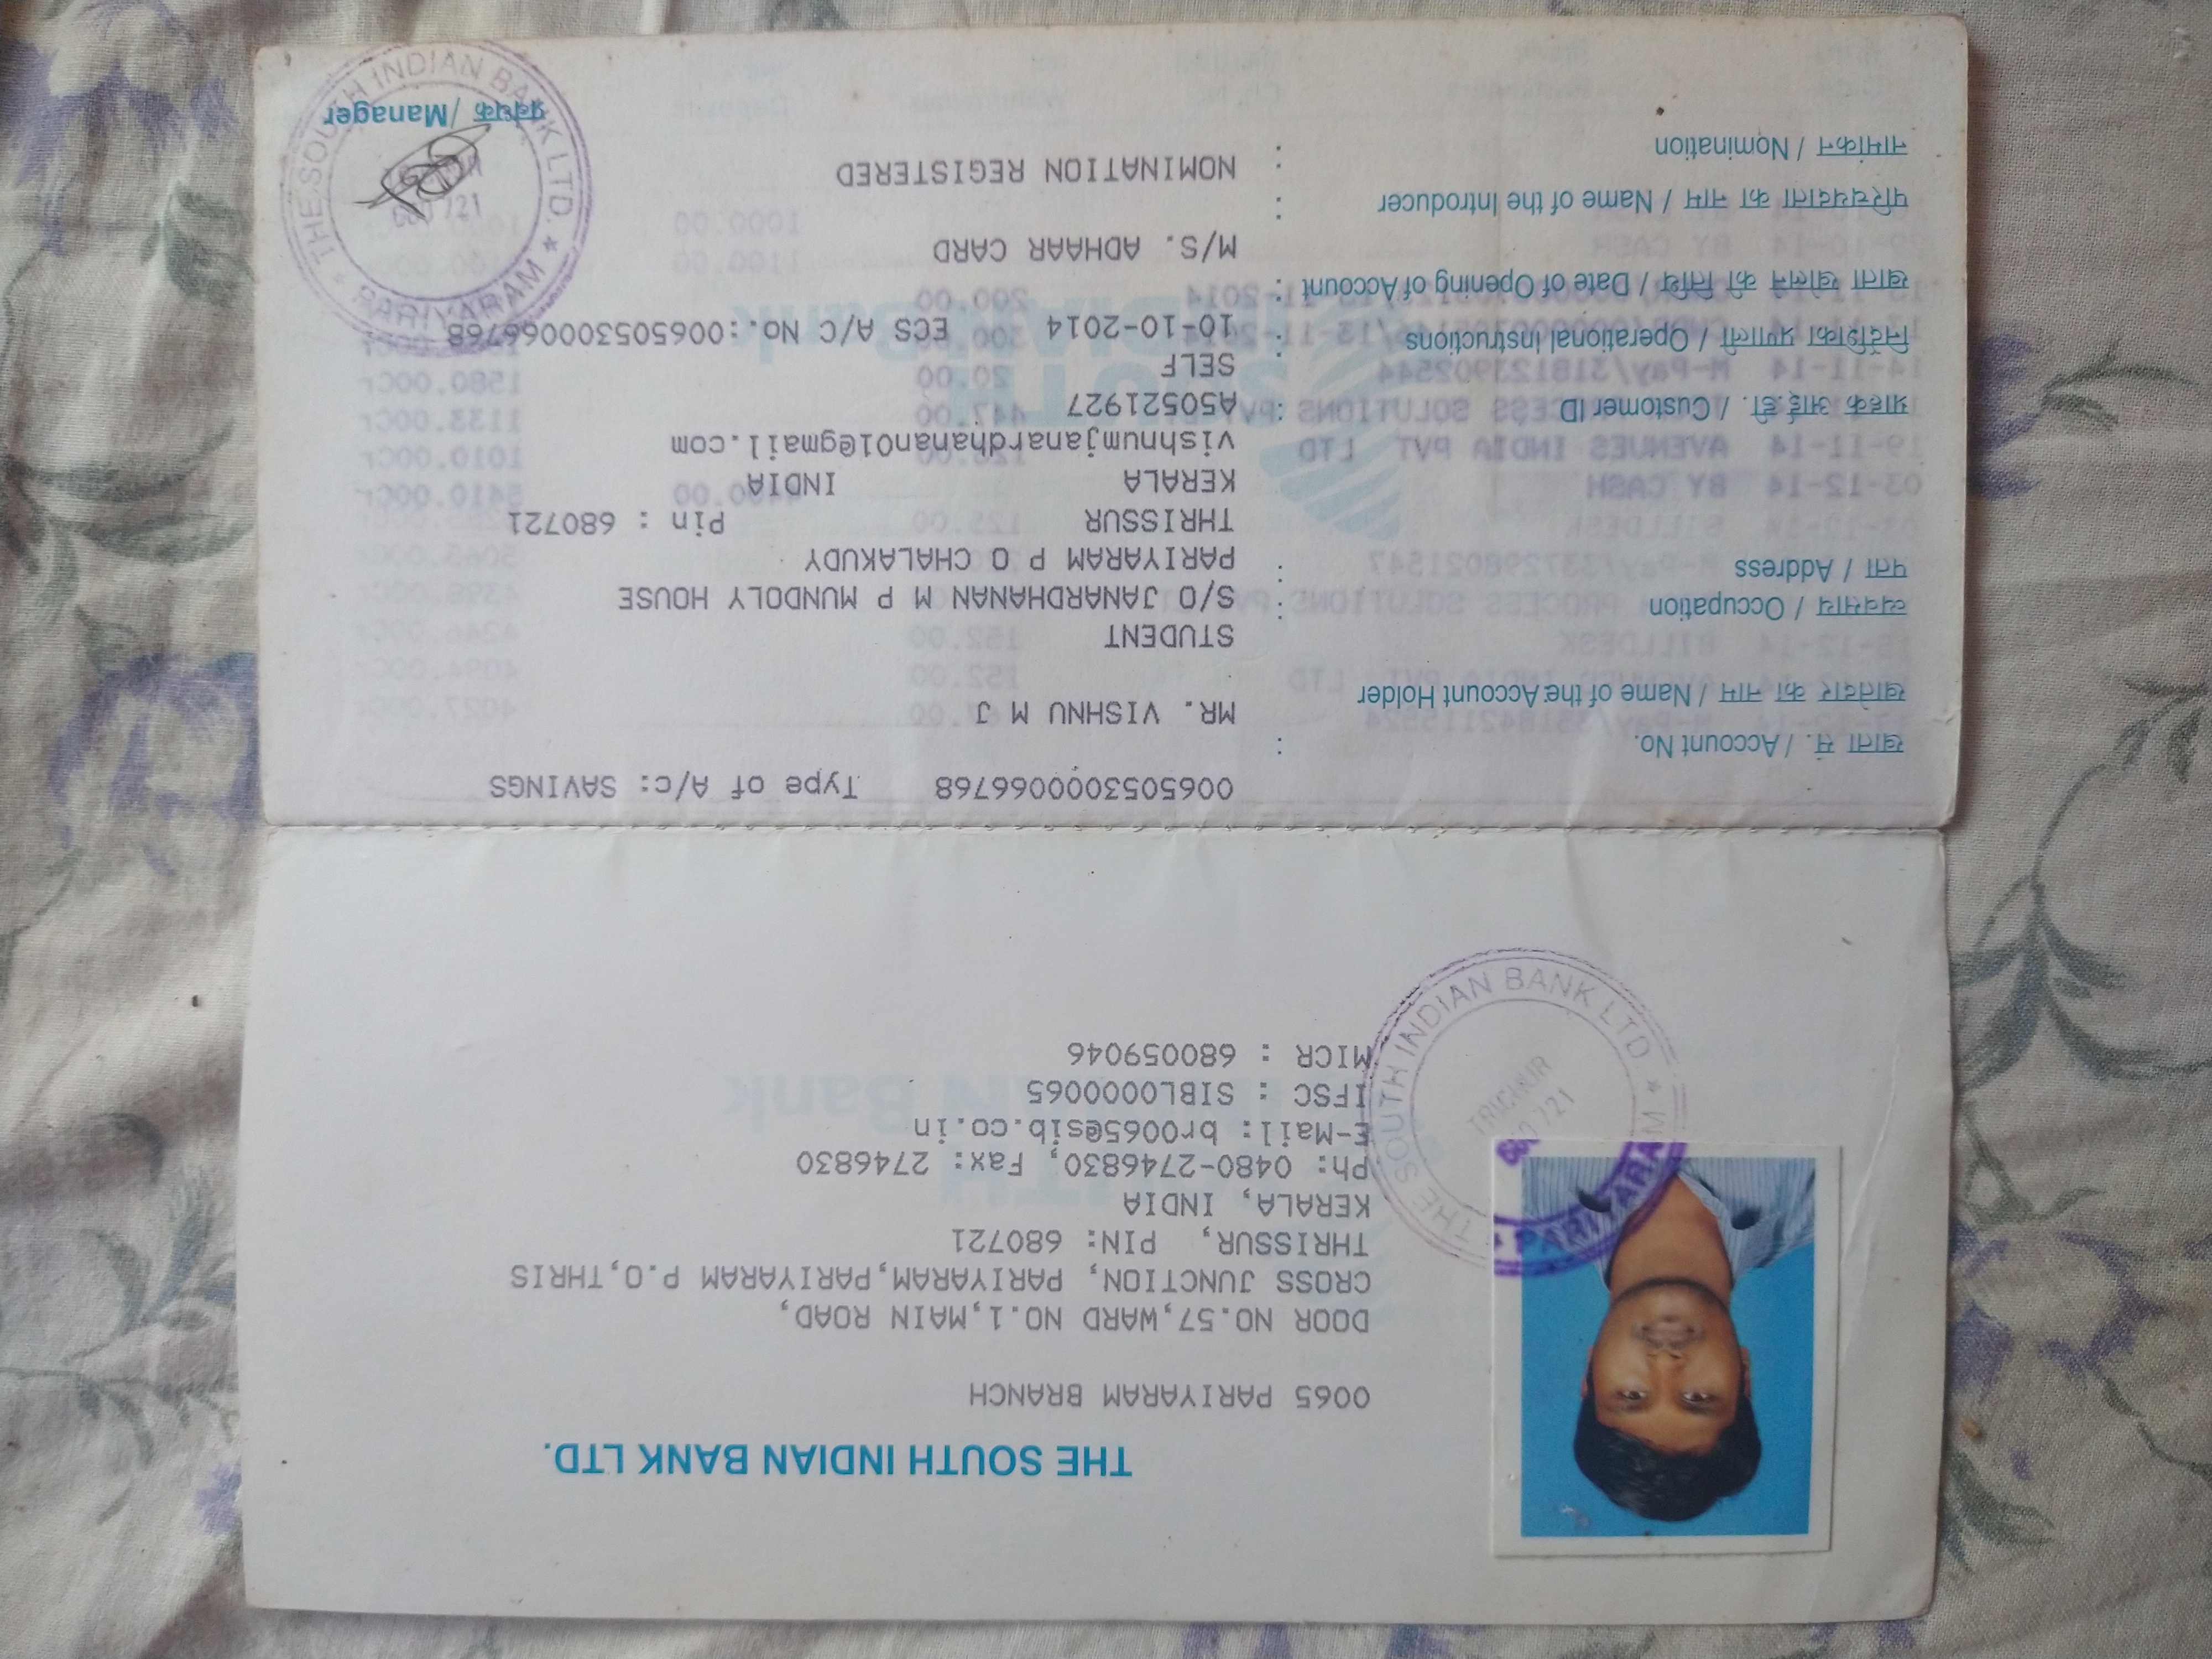 THE SOUTH INDIAN BANK LTD.
0065 PARIYARAM BRANCH
DOOR NO.57,WARD NO.1,MAIN ROAD,
CROSS JUNCTION, PARIYARAM,PARIYARAM P.O,THRIS
THRISSUR, PIN: 680721
KERALA, INDIA
Ph: 0480-2746830, Fax: 2746830
E-Mail: br0065@sib.co.in
IFSC : SIBL0000065
MICR : 680059046
THE SOUTH INDIAN BANK LTD
TRICHUR
खाता सं. / Account No. : 0065053000066768 Type of A/c: SAVINGS
खातेदार का नाम / Name of the Account Holder MR. VISHNU M J
व्यवसाय / Occupation : STUDENT
पता / Address : S/O JANARDHANAN M P MUNDOLY HOUSE
PARIYARAM P O CHALAKUDY
THRISSUR Pin : 680721
KERALA INDIA
vishnumjanardhanan01@gmail.com
ग्राहक आई.डी. / Customer ID : A50521927
निर्देशिका प्रणाली / Operational Instructions : SELF
खाता खोलने की तिथि / Date of Opening of Account : 10-10-2014 ECS A/C No.:0065053000066768
परिचयदाता का नाम / Name of the Introducer : M/S. ADHAAR CARD
नामांकन / Nomination : NOMINATION REGISTERED
प्रबंधक /Manager
THE SOUTH INDIAN BANK LTD. ★ PARIYARAM ★